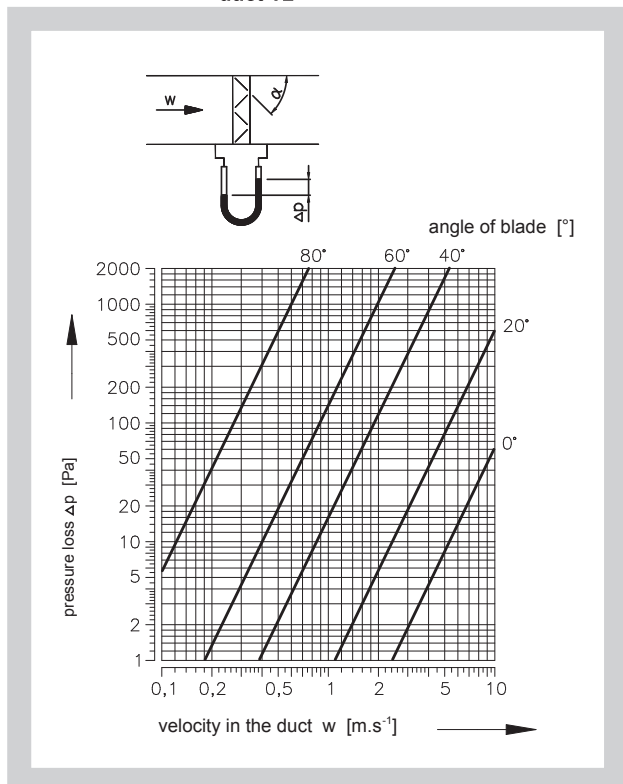 w
α
Δp
angle of blade [°]
80° 60° 40°
20°
0°
2000
1000
500
200
100
50
20
10
5
2
1
pressure loss Δp [Pa]
0,1 0,2 0,5 1 2 5 10
velocity in the duct w [m.s⁻¹]